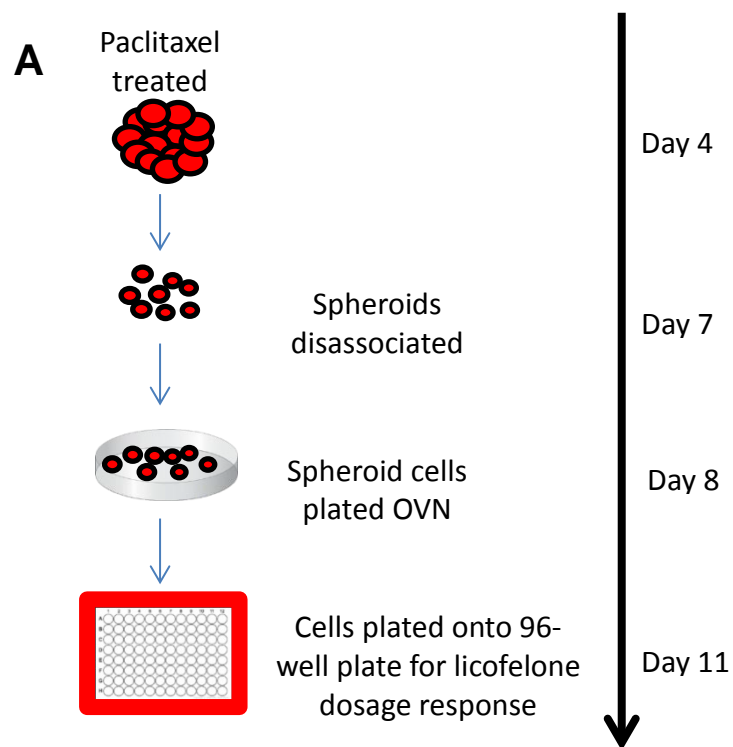 A
Paclitaxel
treated
Day 4
Spheroids
disassociated
Day 7
Spheroid cells
plated OVN
Day 8
Cells plated onto 96-
well plate for licofelone
dosage response
Day 11